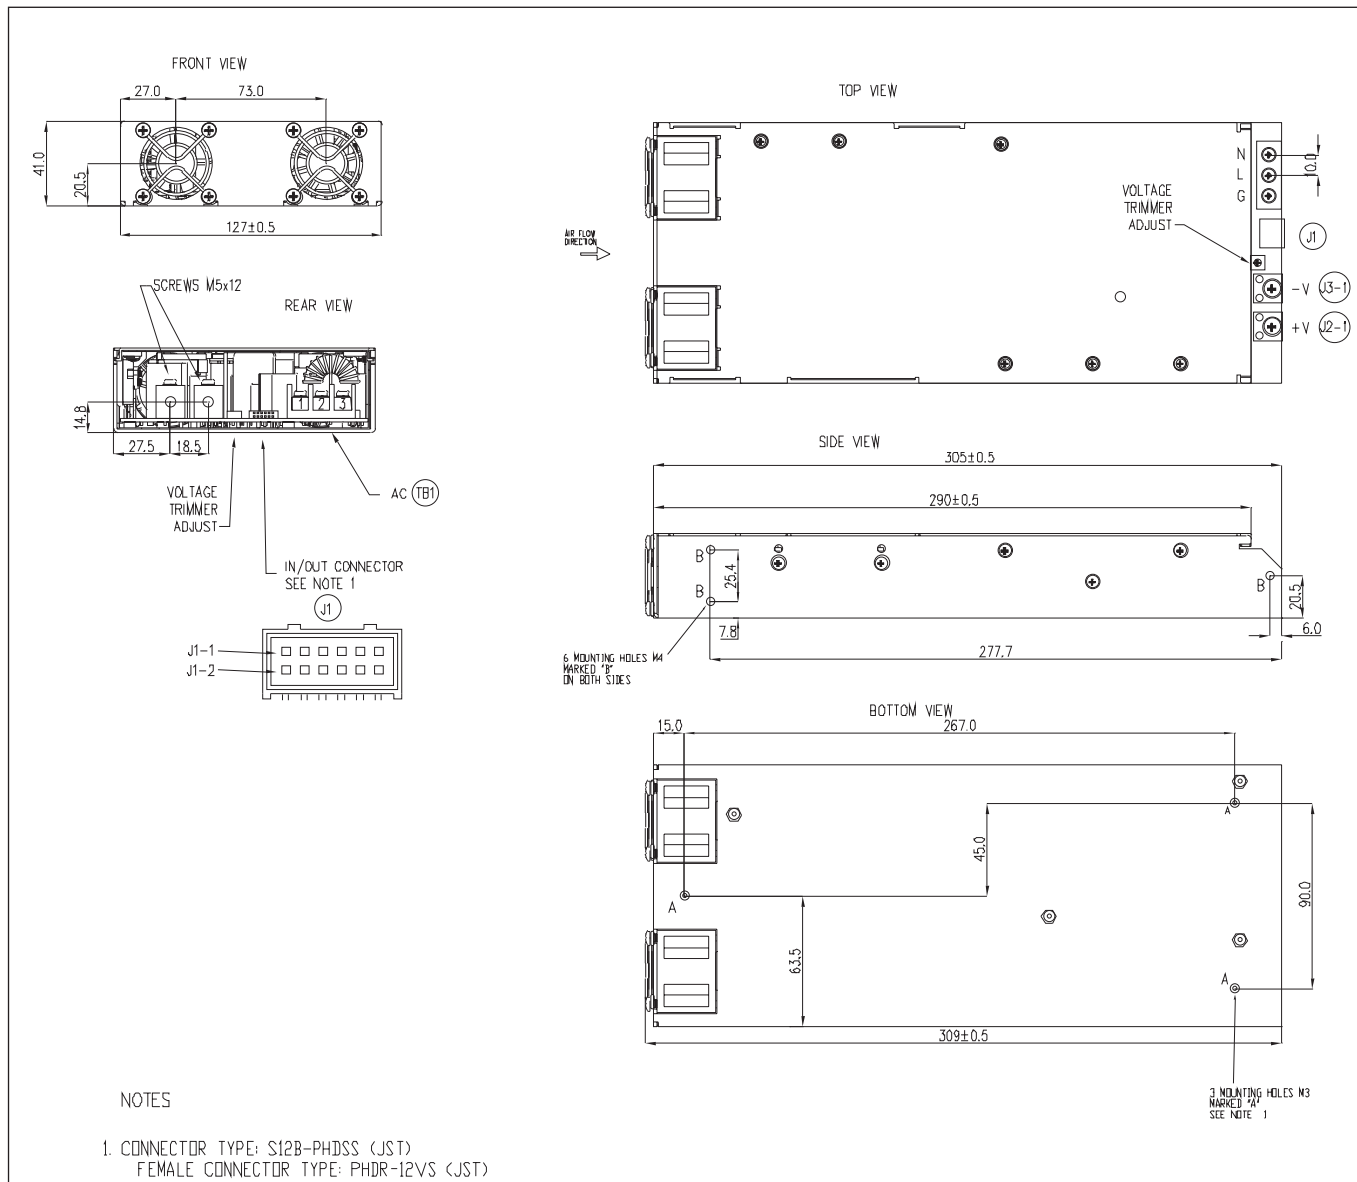 FRONT VIEW
27.0
73.0
41.0
20.5
127±0.5
SCREWS M5x12
REAR VIEW
1 2 3
14.8
27.5
18.5
VOLTAGE
TRIMMER
ADJUST
AC TB1
IN/OUT CONNECTOR
SEE NOTE 1
J1
J1-1
J1-2
TOP VIEW
AIR FLOW
DIRECTION
VOLTAGE
TRIMMER
ADJUST
N
L
G
10.0
J1
-V J3-1
+V J2-1
SIDE VIEW
305±0.5
290±0.5
B
B
25.4
7.8
B
20.5
6.0
277.7
6 MOUNTING HOLES M4
MARKED "B"
ON BOTH SIDES
BOTTOM VIEW
15.0
267.0
A
45.0
90.0
A
63.5
A
309±0.5
3 MOUNTING HOLES M3
MARKED "A"
SEE NOTE 1
NOTES
1. CONNECTOR TYPE: S12B-PHDSS (JST)
FEMALE CONNECTOR TYPE: PHDR-12VS (JST)